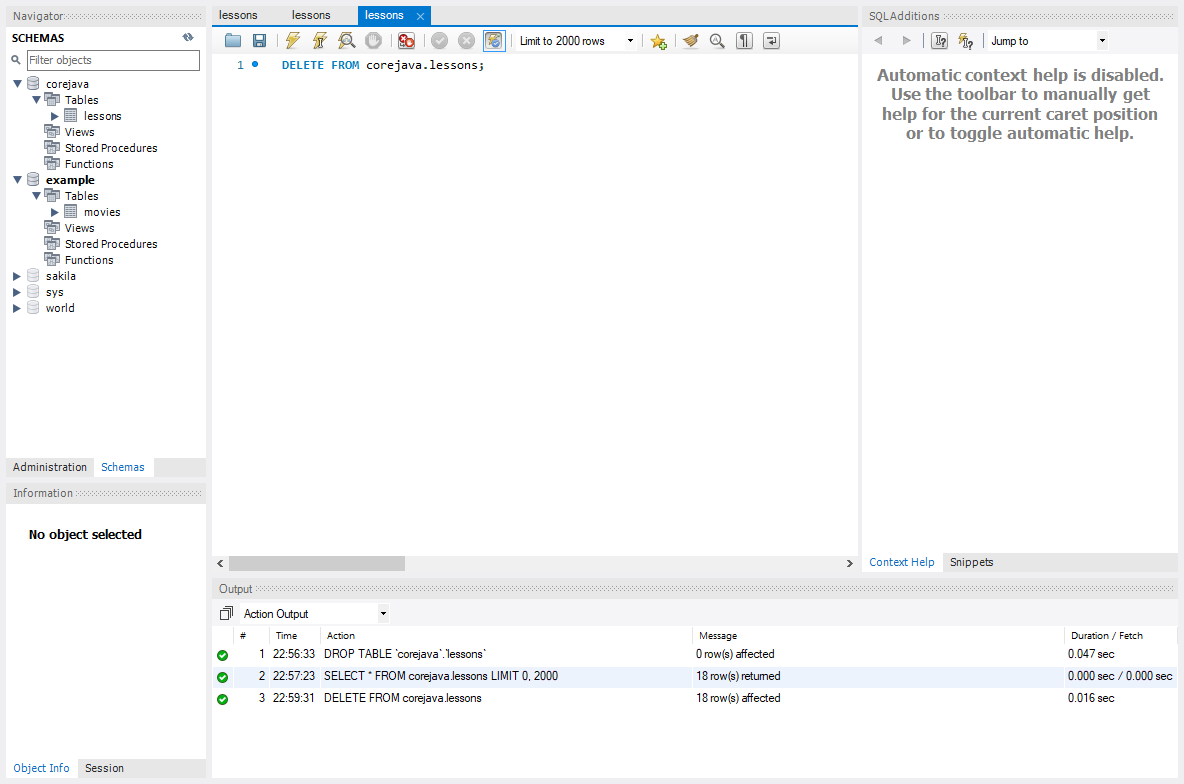 Navigator
SCHEMAS
Filter objects
corejava
Tables
lessons
Views
Stored Procedures
Functions
example
Tables
movies
Views
Stored Procedures
Functions
sakila
sys
world
Administration Schemas
Information
No object selected
Object Info Session
lessons lessons lessons
Limit to 2000 rows
1 DELETE FROM corejava.lessons;
SQLAdditions
Jump to
Automatic context help is disabled.
Use the toolbar to manually get
help for the current caret position
or to toggle automatic help.
Context Help Snippets
Output
Action Output
# Time Action Message Duration / Fetch
1 22:56:33 DROP TABLE `corejava`.`lessons` 0 row(s) affected 0.047 sec
2 22:57:23 SELECT * FROM corejava.lessons LIMIT 0, 2000 18 row(s) returned 0.000 sec / 0.000 sec
3 22:59:31 DELETE FROM corejava.lessons 18 row(s) affected 0.016 sec